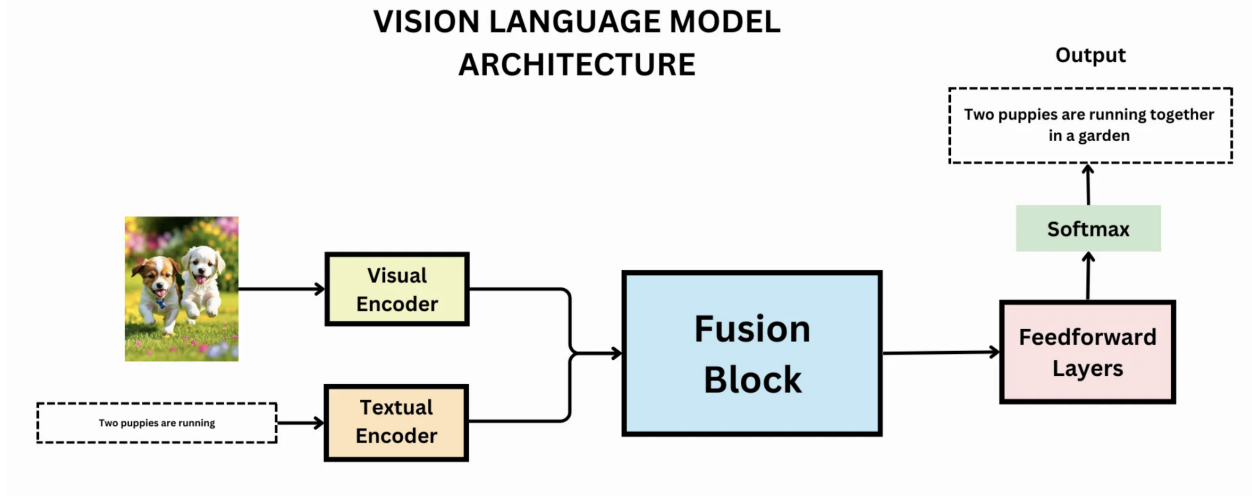 VISION LANGUAGE MODEL
ARCHITECTURE
Output
Two puppies are running together
in a garden
Softmax
Visual
Encoder
Fusion
Block
Feedforward
Layers
Textual
Encoder
Two puppies are running